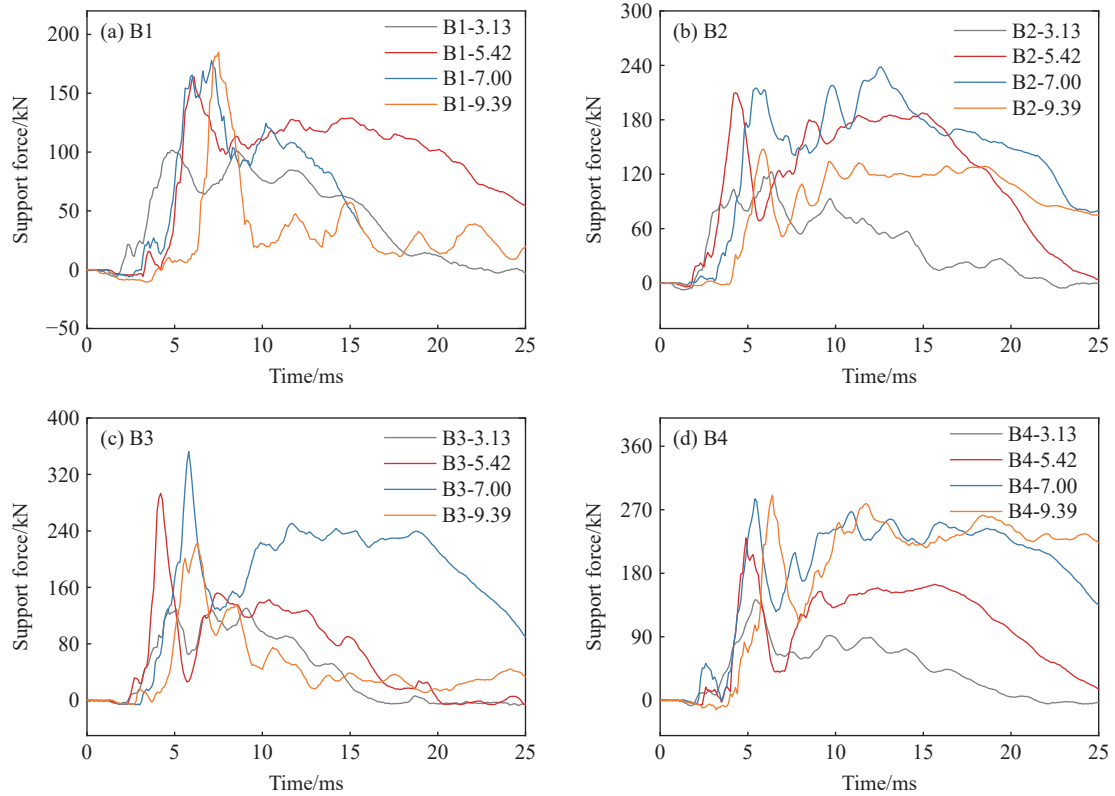 (a) B1
B1-3.13
B1-5.42
B1-7.00
B1-9.39
200
150
100
50
0
−50
Support force/kN
0 5 10 15 20 25
Time/ms
(b) B2
B2-3.13
B2-5.42
B2-7.00
B2-9.39
300
240
180
120
60
0
Support force/kN
0 5 10 15 20 25
Time/ms
(c) B3
B3-3.13
B3-5.42
B3-7.00
B3-9.39
400
320
240
160
80
0
Support force/kN
0 5 10 15 20 25
Time/ms
(d) B4
B4-3.13
B4-5.42
B4-7.00
B4-9.39
360
270
180
90
0
Support force/kN
0 5 10 15 20 25
Time/ms